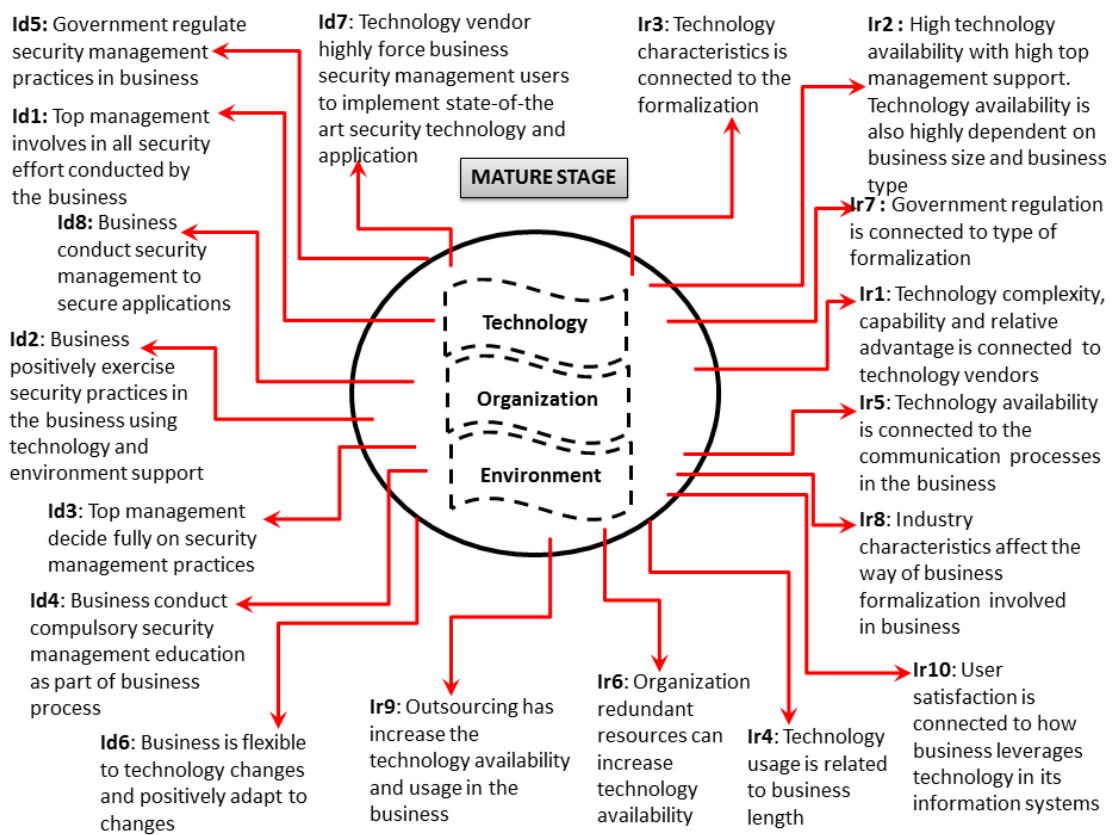 Id5: Government regulate
security management
practices in business
Id1: Top management
involves in all security
effort conducted by
the business
Id8: Business
conduct security
management to
secure applications
Id2: Business
positively exercise
security practices in
the business using
technology and
environment support
Id3: Top management
decide fully on security
management practices
Id4: Business conduct
compulsory security
management education
as part of business
process
Id6: Business is flexible
to technology changes
and positively adapt to
changes
Id7: Technology vendor
highly force business
security management users
to implement state-of-the
art security technology and
application
MATURE STAGE
Technology
Organization
Environment
Ir9: Outsourcing has
increase the
technology availability
and usage in the
business
Ir6: Organization
redundant
resources can
increase
technology
availability
Ir4: Technology
usage is related
to business
length
Ir3: Technology
characteristics is
connected to the
formalization
Ir2 : High technology
availability with high top
management support.
Technology availability is
also highly dependent on
business size and business
type
Ir7 : Government regulation
is connected to type of
formalization
Ir1: Technology complexity,
capability and relative
advantage is connected to
technology vendors
Ir5: Technology availability
is connected to the
communication processes
in the business
Ir8: Industry
characteristics affect the
way of business
formalization involved
in business
Ir10: User
satisfaction is
connected to how
business leverages
technology in its
information systems